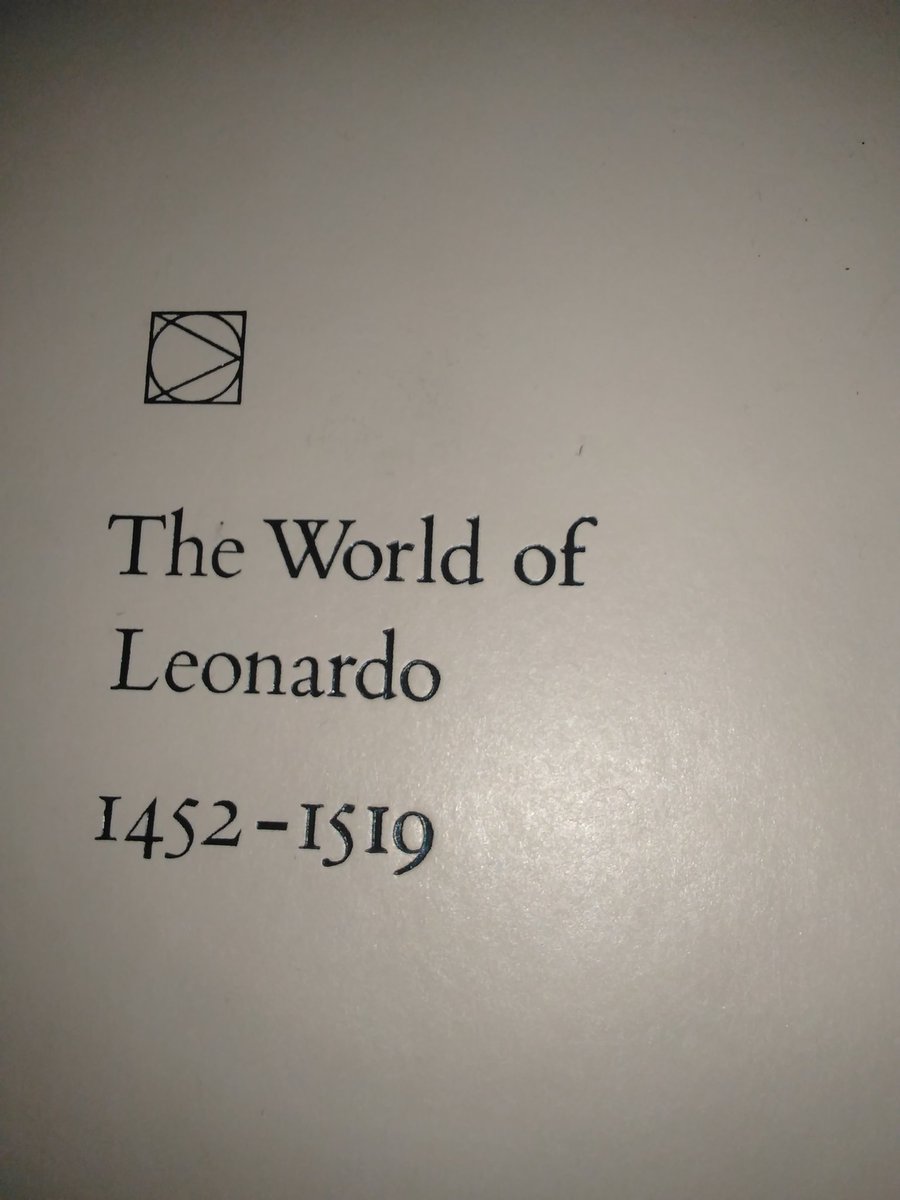 The World of
Leonardo
1452–1519